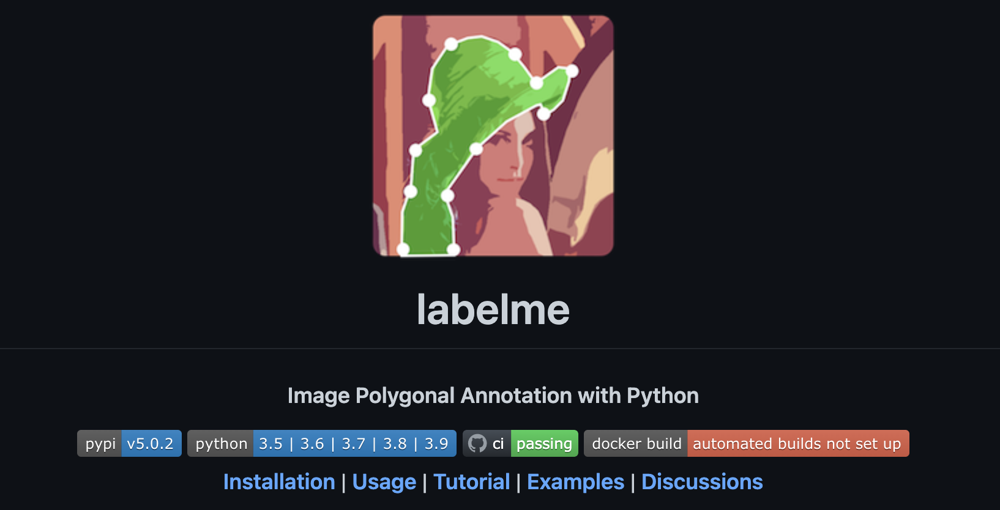 labelme
Image Polygonal Annotation with Python
pypi v5.0.2 python 3.5 | 3.6 | 3.7 | 3.8 | 3.9 ci passing docker build automated builds not set up
Installation | Usage | Tutorial | Examples | Discussions